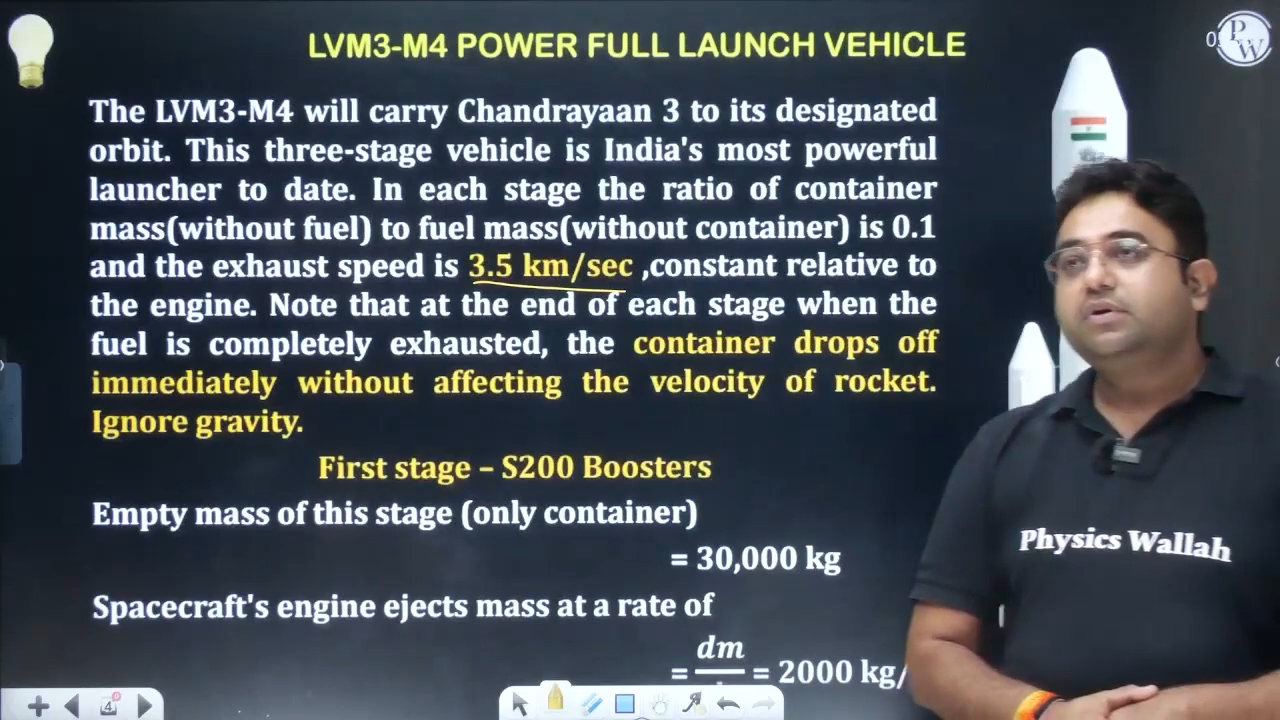 LVM3-M4 POWER FULL LAUNCH VEHICLE
PW
The LVM3-M4 will carry Chandrayaan 3 to its designated
orbit. This three-stage vehicle is India's most powerful
launcher to date. In each stage the ratio of container
mass(without fuel) to fuel mass(without container) is 0.1
and the exhaust speed is 3.5 km/sec ,constant relative to
the engine. Note that at the end of each stage when the
fuel is completely exhausted, the container drops off
immediately without affecting the velocity of rocket.
Ignore gravity.
First stage – S200 Boosters
Empty mass of this stage (only container)
= 30,000 kg
Physics Wallah
Spacecraft's engine ejects mass at a rate of
= dm = 2000 kg/
4